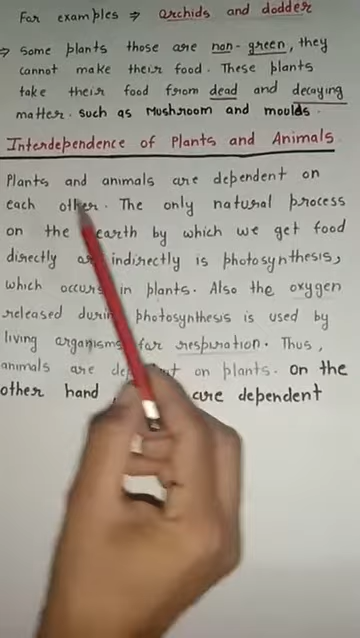 For examples ⇒ archids and dodder
⇒ Some plants those are non-green, they
cannot make their food. These plants
take their food from dead and decaying
matter. such as Mushroom and moulds.
Interdependence of Plants and Animals
Plants and animals are dependent on
each other. The only natural process
on the earth by which we get food
directly or indirectly is photosynthesis,
which occurs in plants. Also the oxygen
released during photosynthesis is used by
living organisms for respiration. Thus,
animals are on plants. on the
other hand are dependent